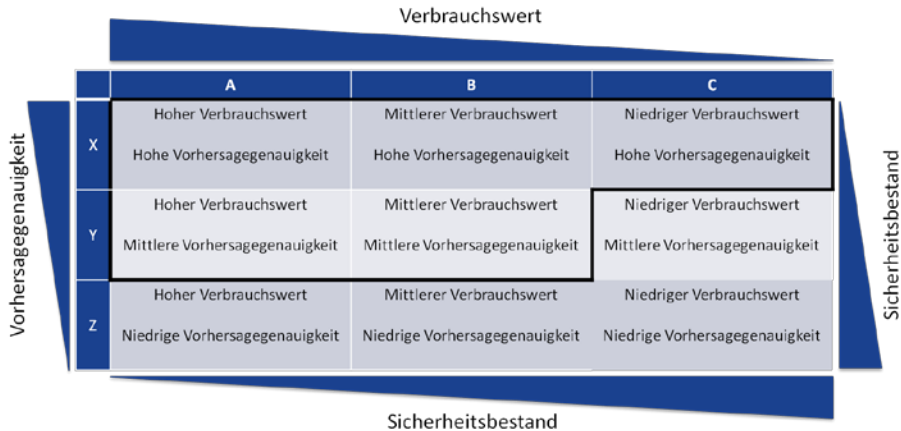 Verbrauchswert
A B C
Vorhersagegenauigkeit
X
Hoher Verbrauchswert
Hohe Vorhersagegenauigkeit
Mittlerer Verbrauchswert
Hohe Vorhersagegenauigkeit
Niedriger Verbrauchswert
Hohe Vorhersagegenauigkeit
Y
Hoher Verbrauchswert
Mittlere Vorhersagegenauigkeit
Mittlerer Verbrauchswert
Mittlere Vorhersagegenauigkeit
Niedriger Verbrauchswert
Mittlere Vorhersagegenauigkeit
Z
Hoher Verbrauchswert
Niedrige Vorhersagegenauigkeit
Mittlerer Verbrauchswert
Niedrige Vorhersagegenauigkeit
Niedriger Verbrauchswert
Niedrige Vorhersagegenauigkeit
Sicherheitsbestand
Sicherheitsbestand